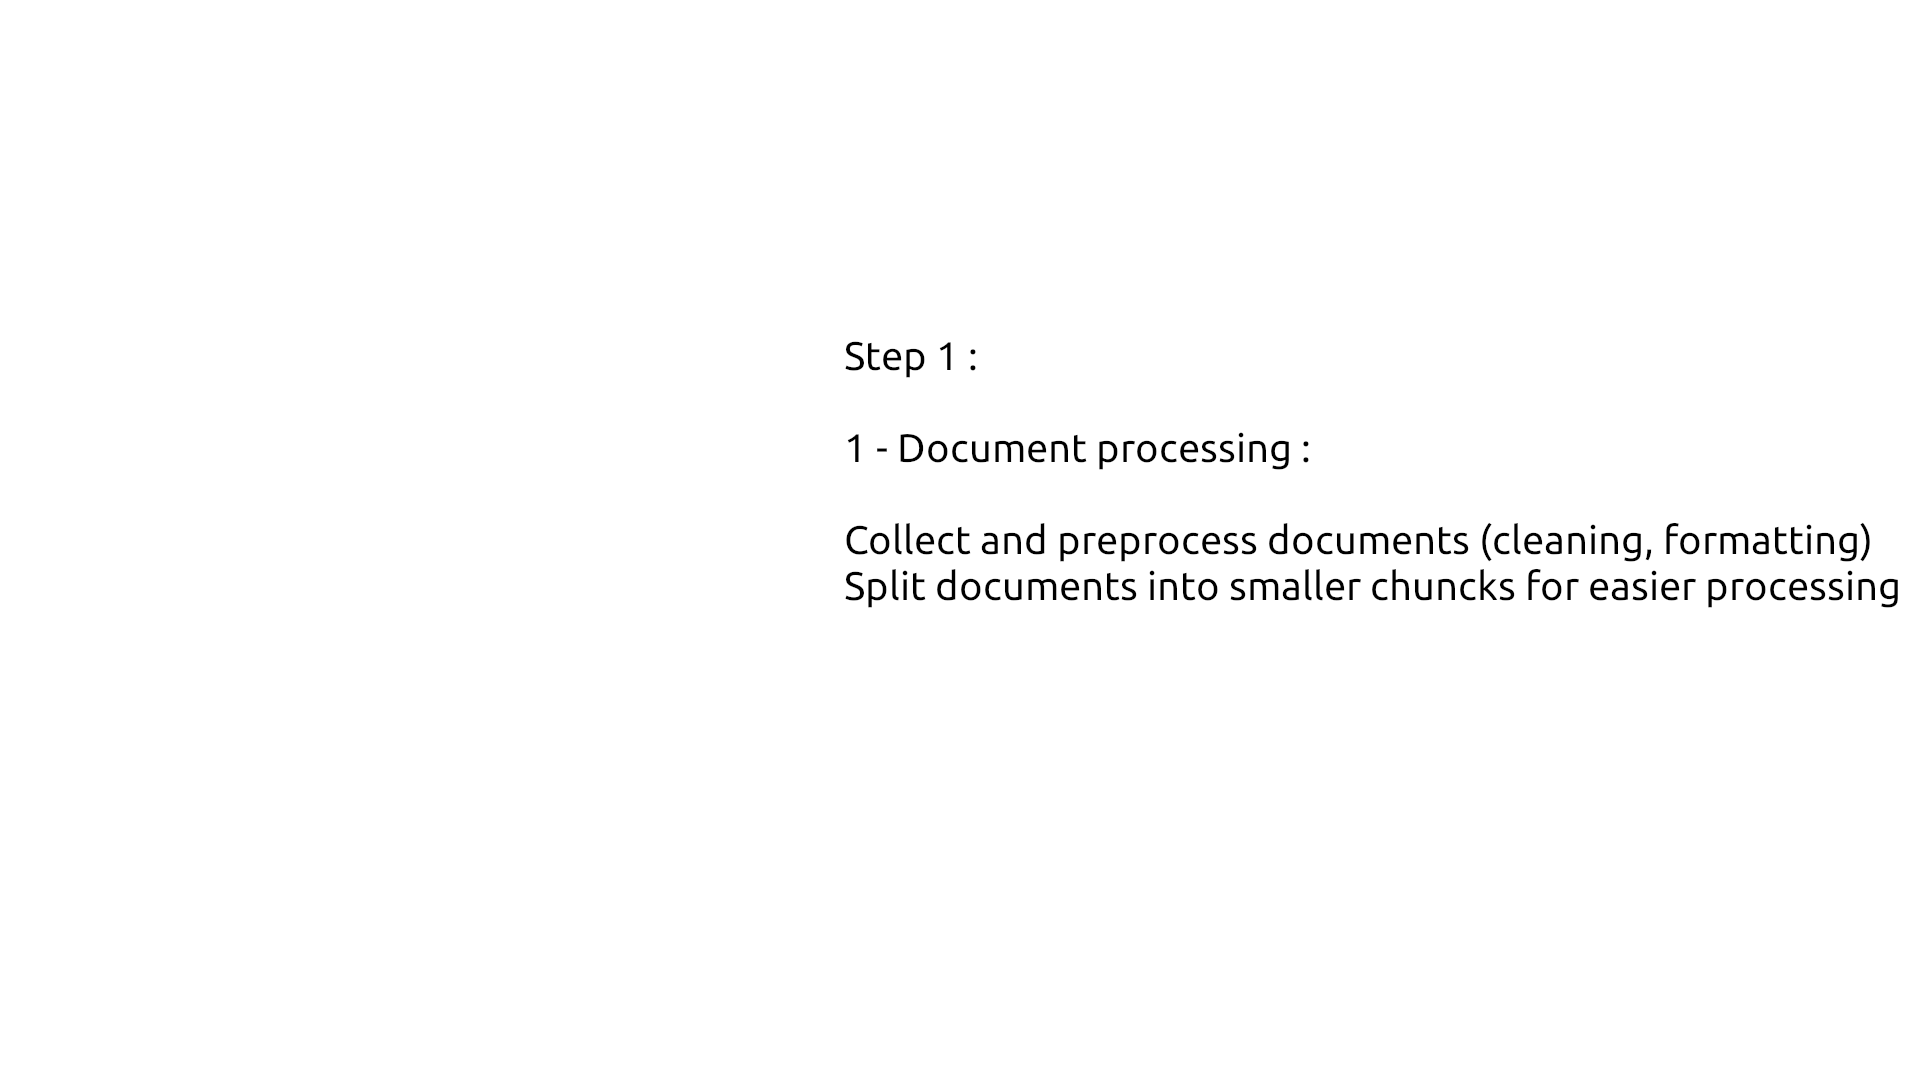 Step 1 :
1 - Document processing :
Collect and preprocess documents (cleaning, formatting)
Split documents into smaller chuncks for easier processing